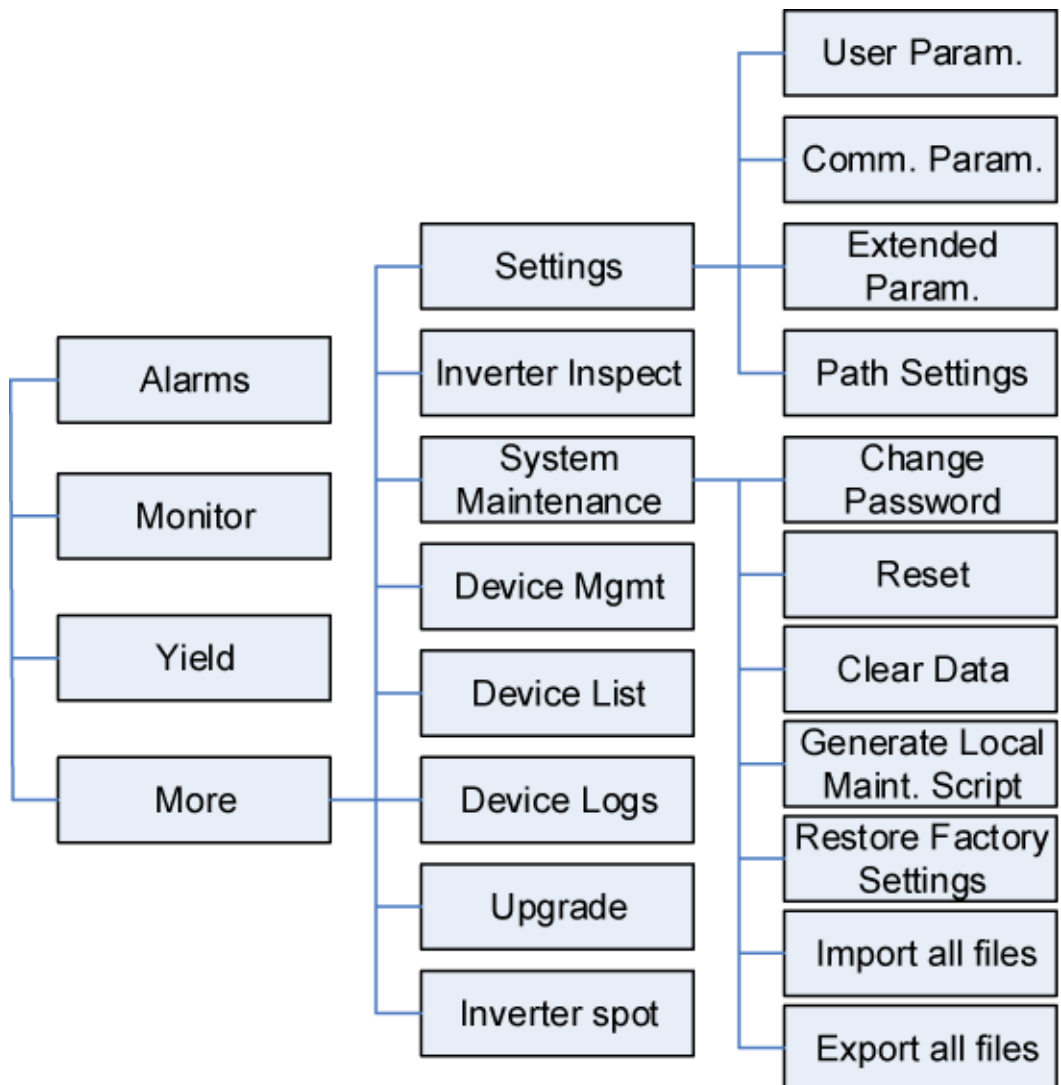 Alarms
Monitor
Yield
More
Settings
Inverter Inspect
System
Maintenance
Device Mgmt
Device List
Device Logs
Upgrade
Inverter spot
User Param.
Comm. Param.
Extended
Param.
Path Settings
Change
Password
Reset
Clear Data
Generate Local
Maint. Script
Restore Factory
Settings
Import all files
Export all files